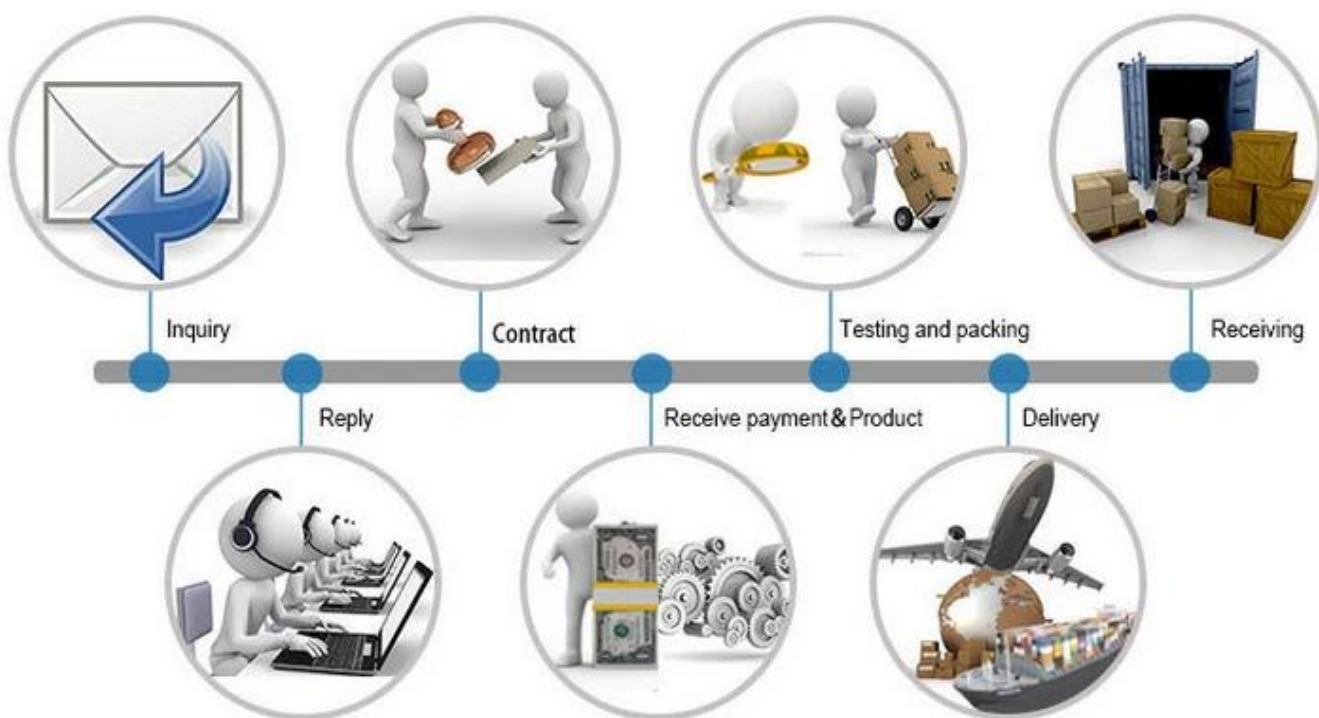 Inquiry
Reply
Contract
Receive payment&Product
Testing and packing
Delivery
Receiving